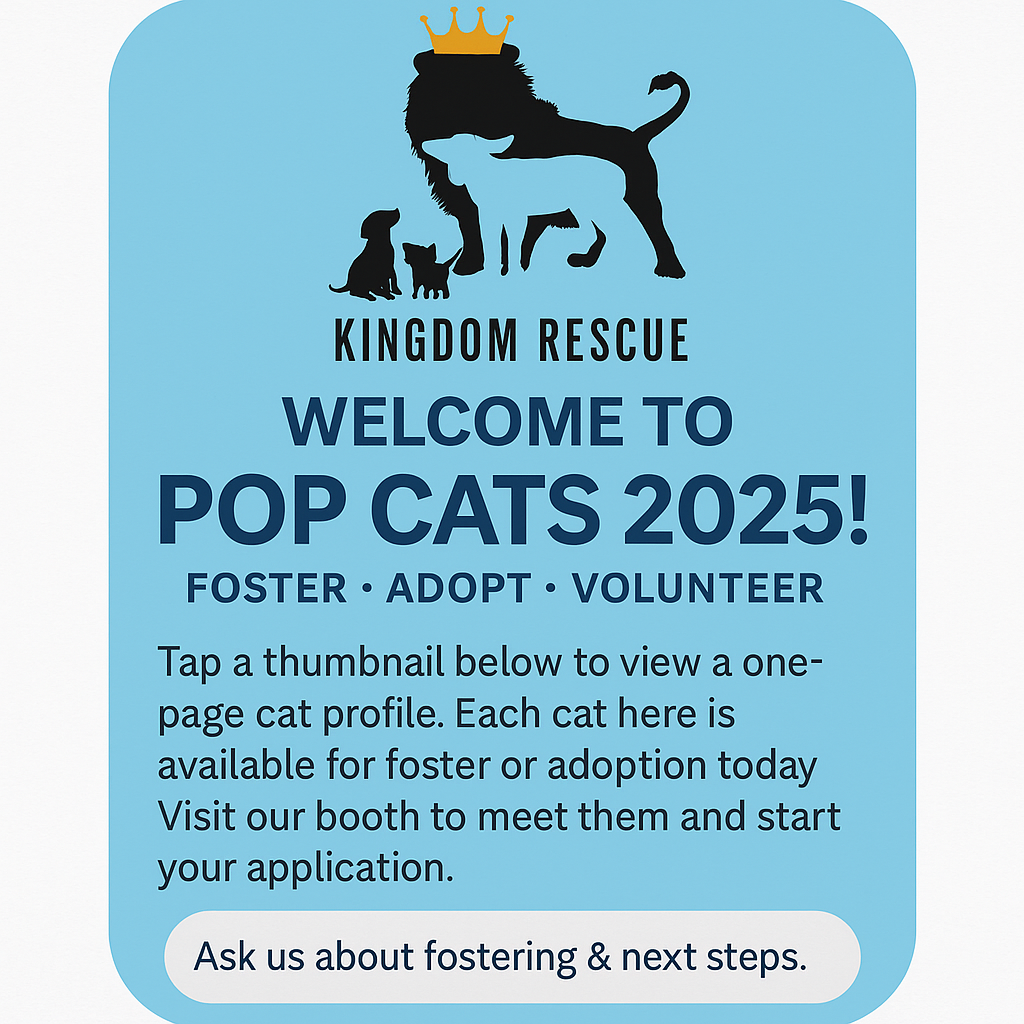 KINGDOM RESCUE
WELCOME TO
POP CATS 2025!
FOSTER • ADOPT • VOLUNTEER
Tap a thumbnail below to view a one-
page cat profile. Each cat here is
available for foster or adoption today
Visit our booth to meet them and start
your application.
Ask us about fostering & next steps.